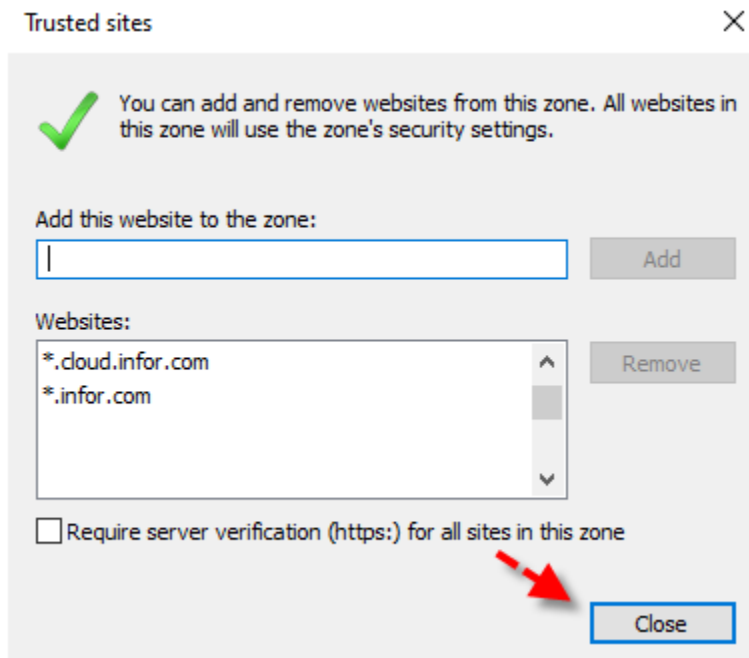 Trusted sites
You can add and remove websites from this zone. All websites in
this zone will use the zone's security settings.
Add this website to the zone:
Add
Websites:
*.cloud.infor.com
*.infor.com
Remove
Require server verification (https:) for all sites in this zone
Close